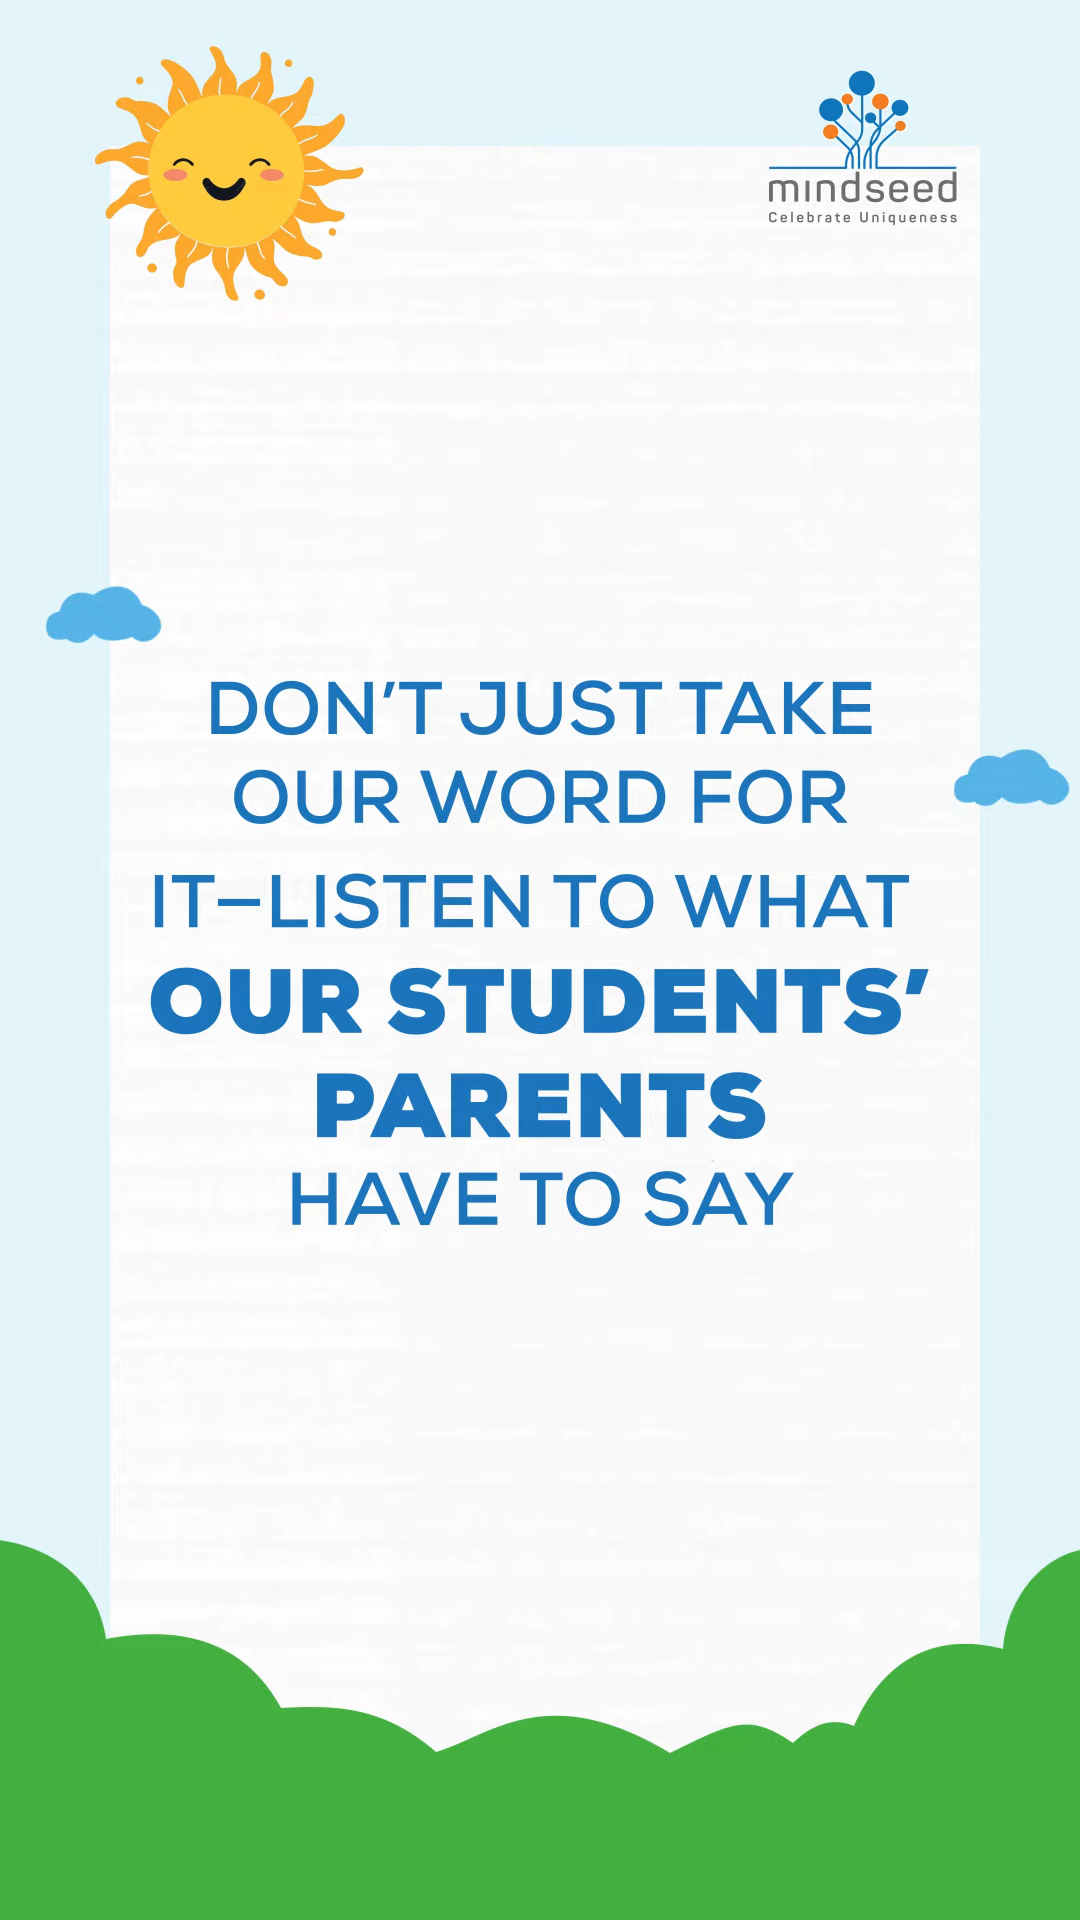 mindseed
Celebrate Uniqueness
DON’T JUST TAKE
OUR WORD FOR
IT–LISTEN TO WHAT
OUR STUDENTS’
PARENTS
HAVE TO SAY